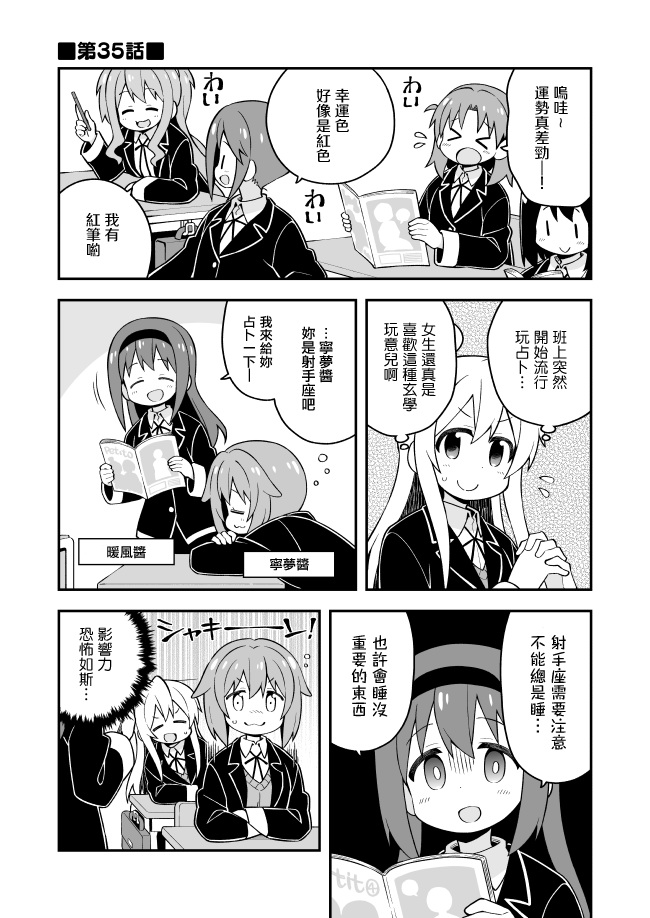 ■第35話■
嗚哇~
運勢真差勁——!
わい
幸運色
好像是紅色
わい
わい
我有
紅筆喲
班上突然
開始流行
玩占卜…
女生還真是
喜歡這種玄學
玩意兒啊
…寧夢醬
妳是射手座吧
我來給妳
占卜一下—
Petit
暖風醬
寧夢醬
射手座需要注意
不能總是睡…
也許會睡沒
重要的東西
シャキーーン!
影響力
恐怖如斯…